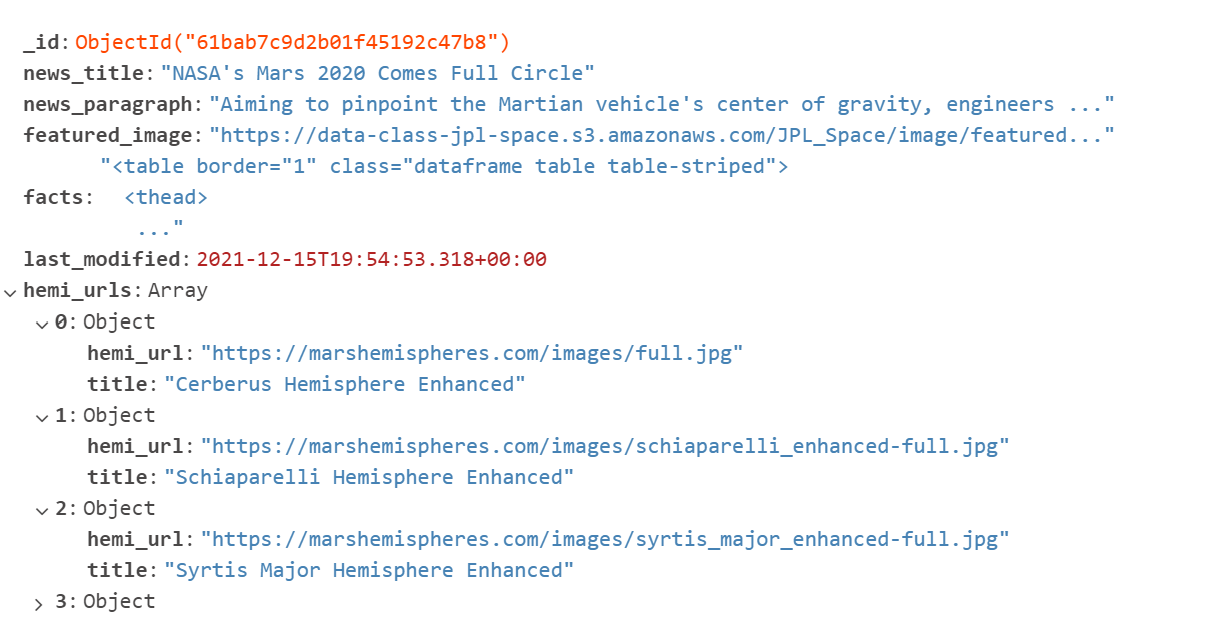 _id: ObjectId("61bab7c9d2b01f45192c47b8")
news_title: "NASA's Mars 2020 Comes Full Circle"
news_paragraph: "Aiming to pinpoint the Martian vehicle's center of gravity, engineers ..."
featured_image: "https://data-class-jpl-space.s3.amazonaws.com/JPL_Space/image/featured..."
"<table border="1" class="dataframe table table-striped">
facts: <thead>
..."
last_modified: 2021-12-15T19:54:53.318+00:00
hemi_urls: Array
0: Object
hemi_url: "https://marshemispheres.com/images/full.jpg"
title: "Cerberus Hemisphere Enhanced"
1: Object
hemi_url: "https://marshemispheres.com/images/schiaparelli_enhanced-full.jpg"
title: "Schiaparelli Hemisphere Enhanced"
2: Object
hemi_url: "https://marshemispheres.com/images/syrtis_major_enhanced-full.jpg"
title: "Syrtis Major Hemisphere Enhanced"
3: Object